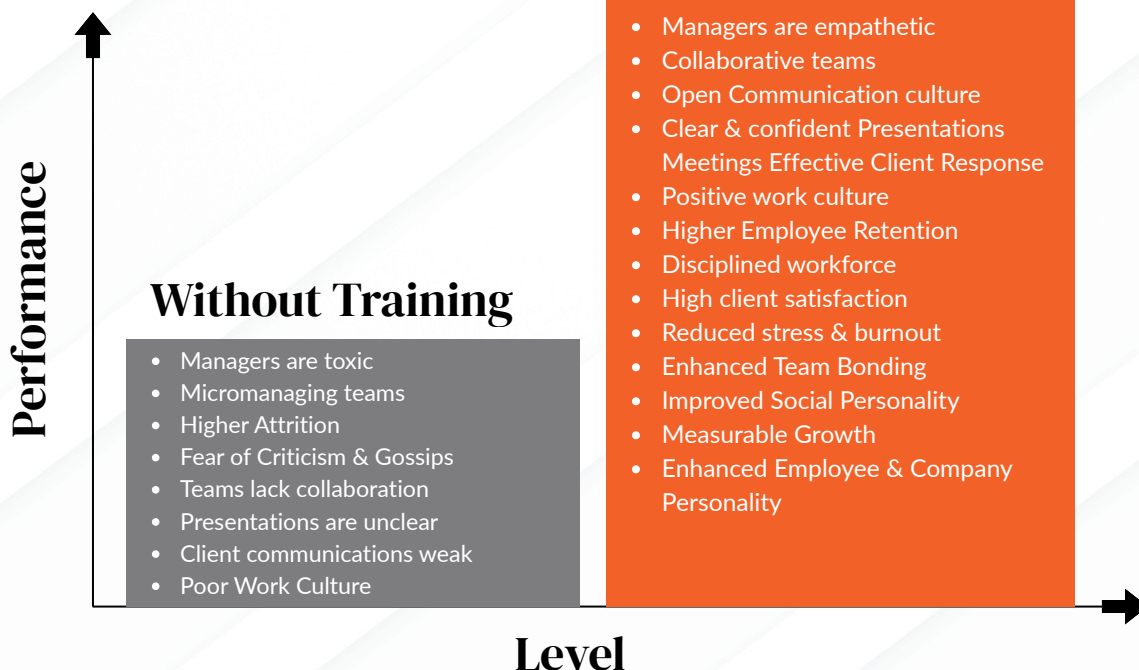 Performance
Without Training
• Managers are toxic
• Micromanaging teams
• Higher Attrition
• Fear of Criticism & Gossips
• Teams lack collaboration
• Presentations are unclear
• Client communications weak
• Poor Work Culture
• Managers are empathetic
• Collaborative teams
• Open Communication culture
• Clear & confident Presentations
Meetings Effective Client Response
• Positive work culture
• Higher Employee Retention
• Disciplined workforce
• High client satisfaction
• Reduced stress & burnout
• Enhanced Team Bonding
• Improved Social Personality
• Measurable Growth
• Enhanced Employee & Company
Personality
Level